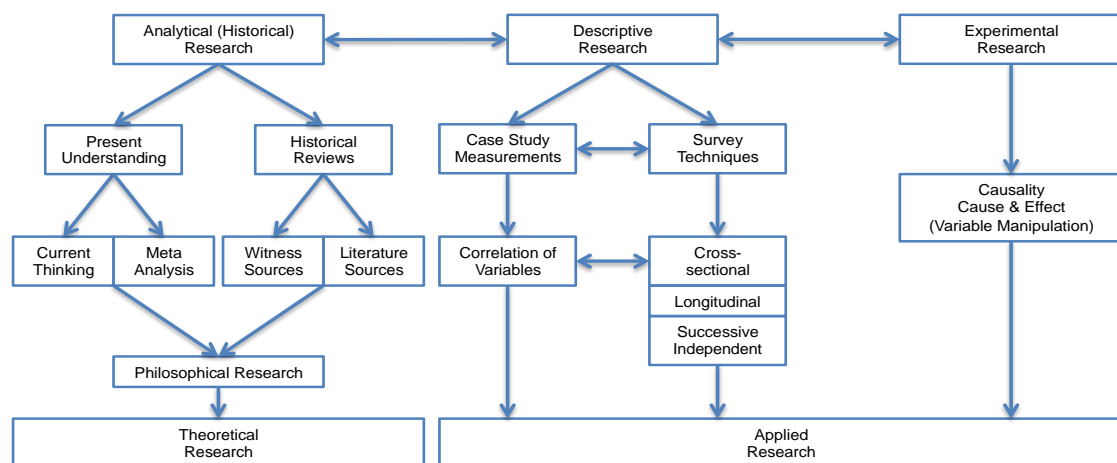 Analytical (Historical)
Research
Descriptive
Research
Experimental
Research
Present
Understanding
Historical
Reviews
Case Study
Measurements
Survey
Techniques
Causality
Cause & Effect
(Variable Manipulation)
Current
Thinking
Meta
Analysis
Witness
Sources
Literature
Sources
Correlation of
Variables
Cross-
sectional
Longitudinal
Successive
Independent
Philosophical Research
Theoretical
Research
Applied
Research